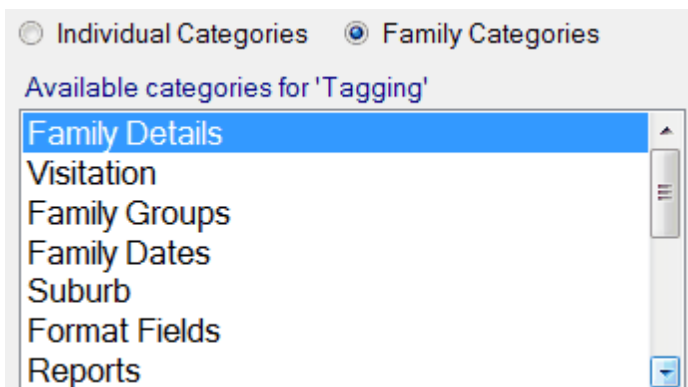 Individual Categories Family Categories
Available categories for 'Tagging'
Family Details
Visitation
Family Groups
Family Dates
Suburb
Format Fields
Reports